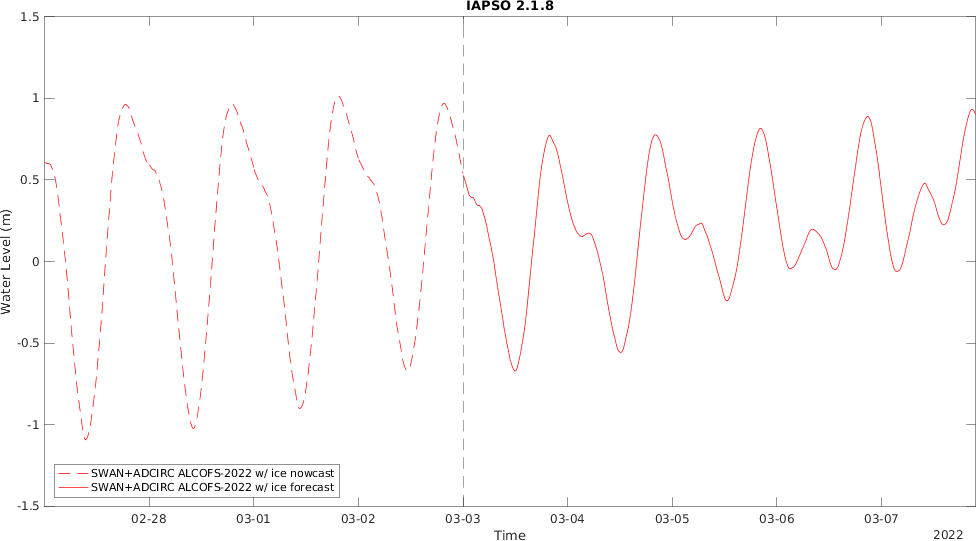 IAPSO 2.1.8
1.5
1
0.5
0
-0.5
-1
-1.5
Water Level (m)
SWAN+ADCIRC ALCOFS-2022 w/ ice nowcast
SWAN+ADCIRC ALCOFS-2022 w/ ice forecast
02-28 03-01 03-02 03-03 03-04 03-05 03-06 03-07
Time
2022